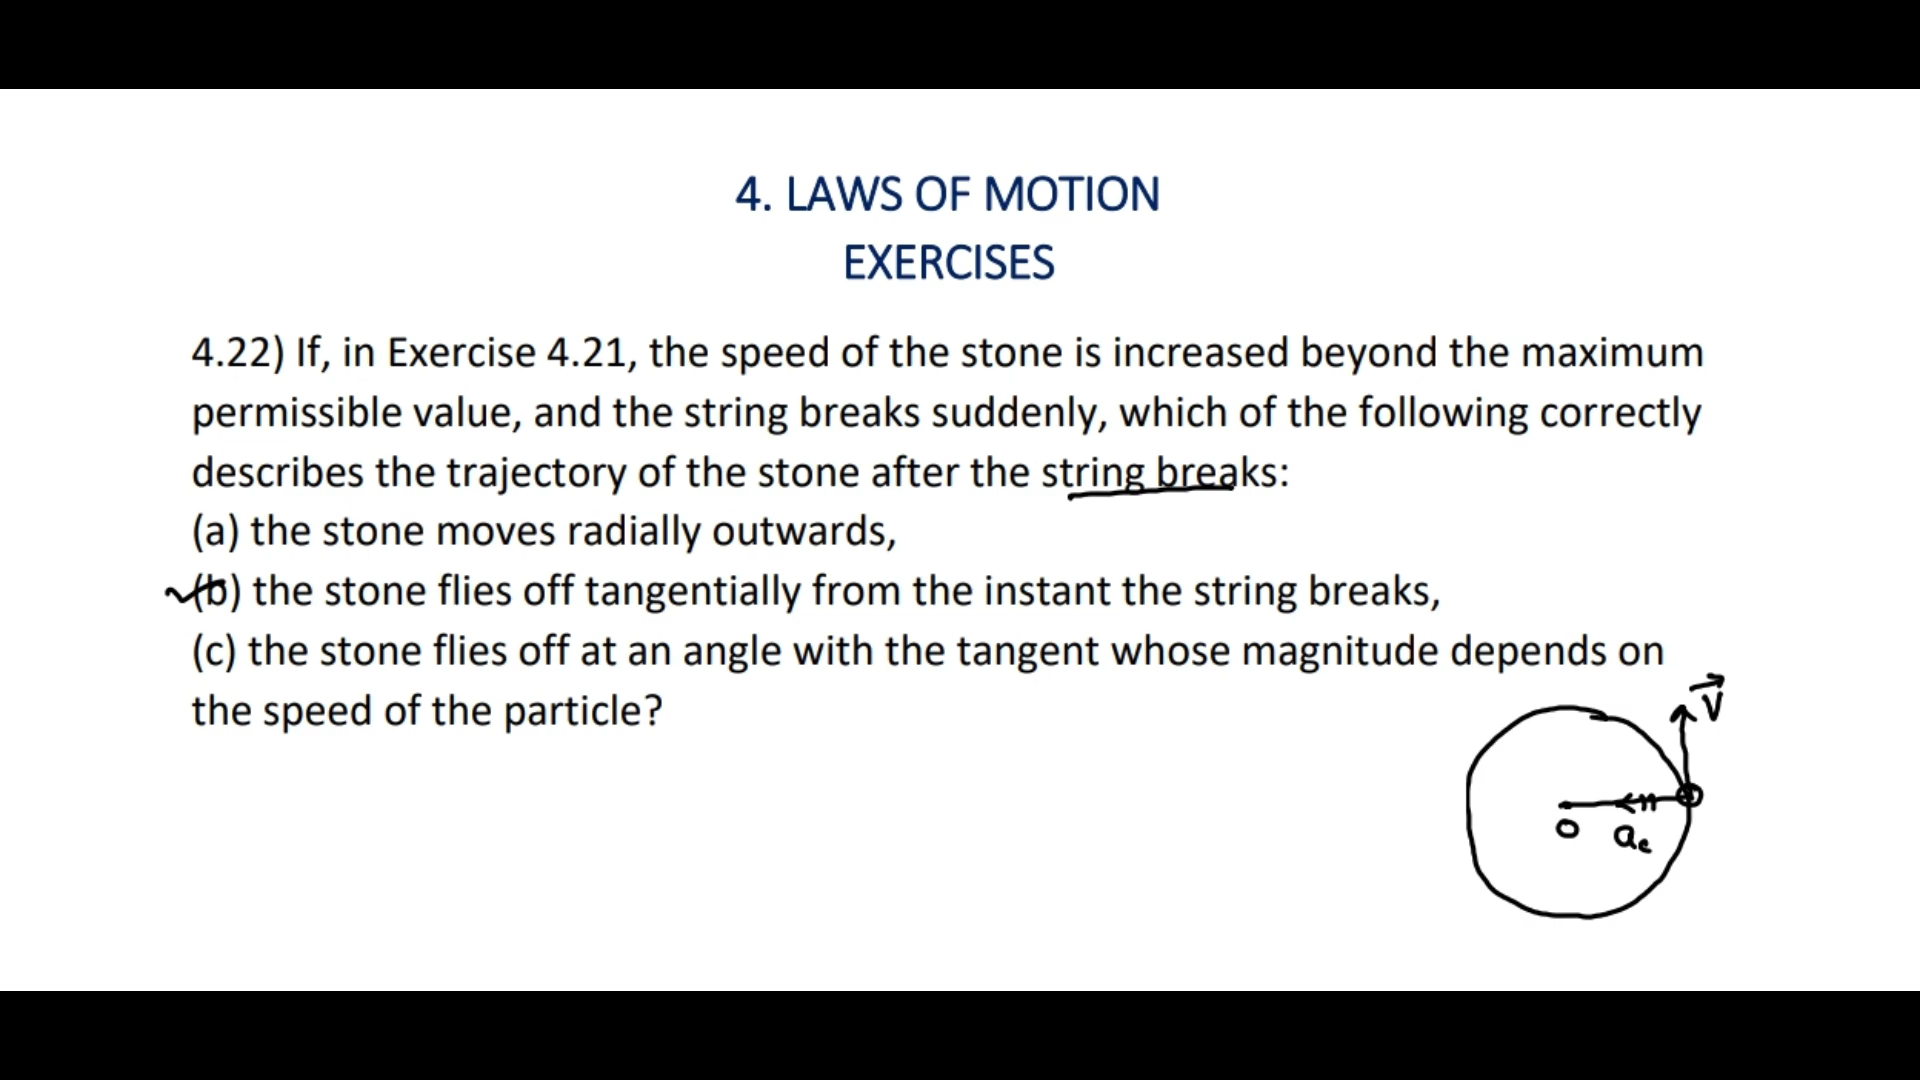 4. LAWS OF MOTION
EXERCISES
4.22) If, in Exercise 4.21, the speed of the stone is increased beyond the maximum
permissible value, and the string breaks suddenly, which of the following correctly
describes the trajectory of the stone after the string breaks:
(a) the stone moves radially outwards,
(b) the stone flies off tangentially from the instant the string breaks,
(c) the stone flies off at an angle with the tangent whose magnitude depends on
the speed of the particle?
V
O
ac